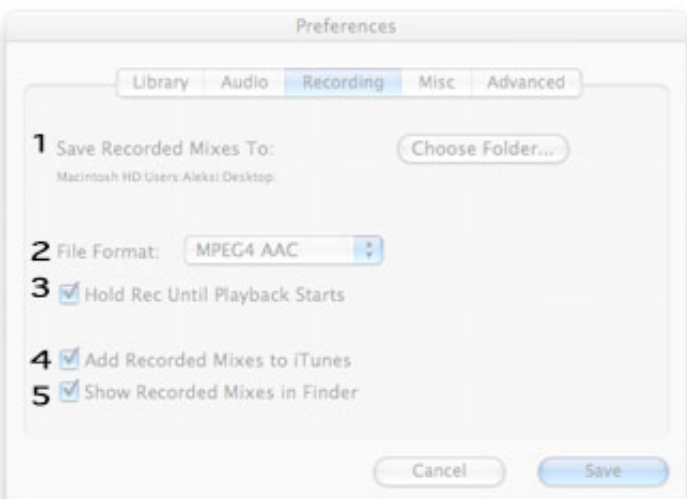 Preferences
Library Audio Recording Misc Advanced
1 Save Recorded Mixes To: Choose Folder...
Macintosh HD:Users:Aleksi:Desktop:
2 File Format: MPEG4 AAC
3 Hold Rec Until Playback Starts
4 Add Recorded Mixes to iTunes
5 Show Recorded Mixes in Finder
Cancel Save